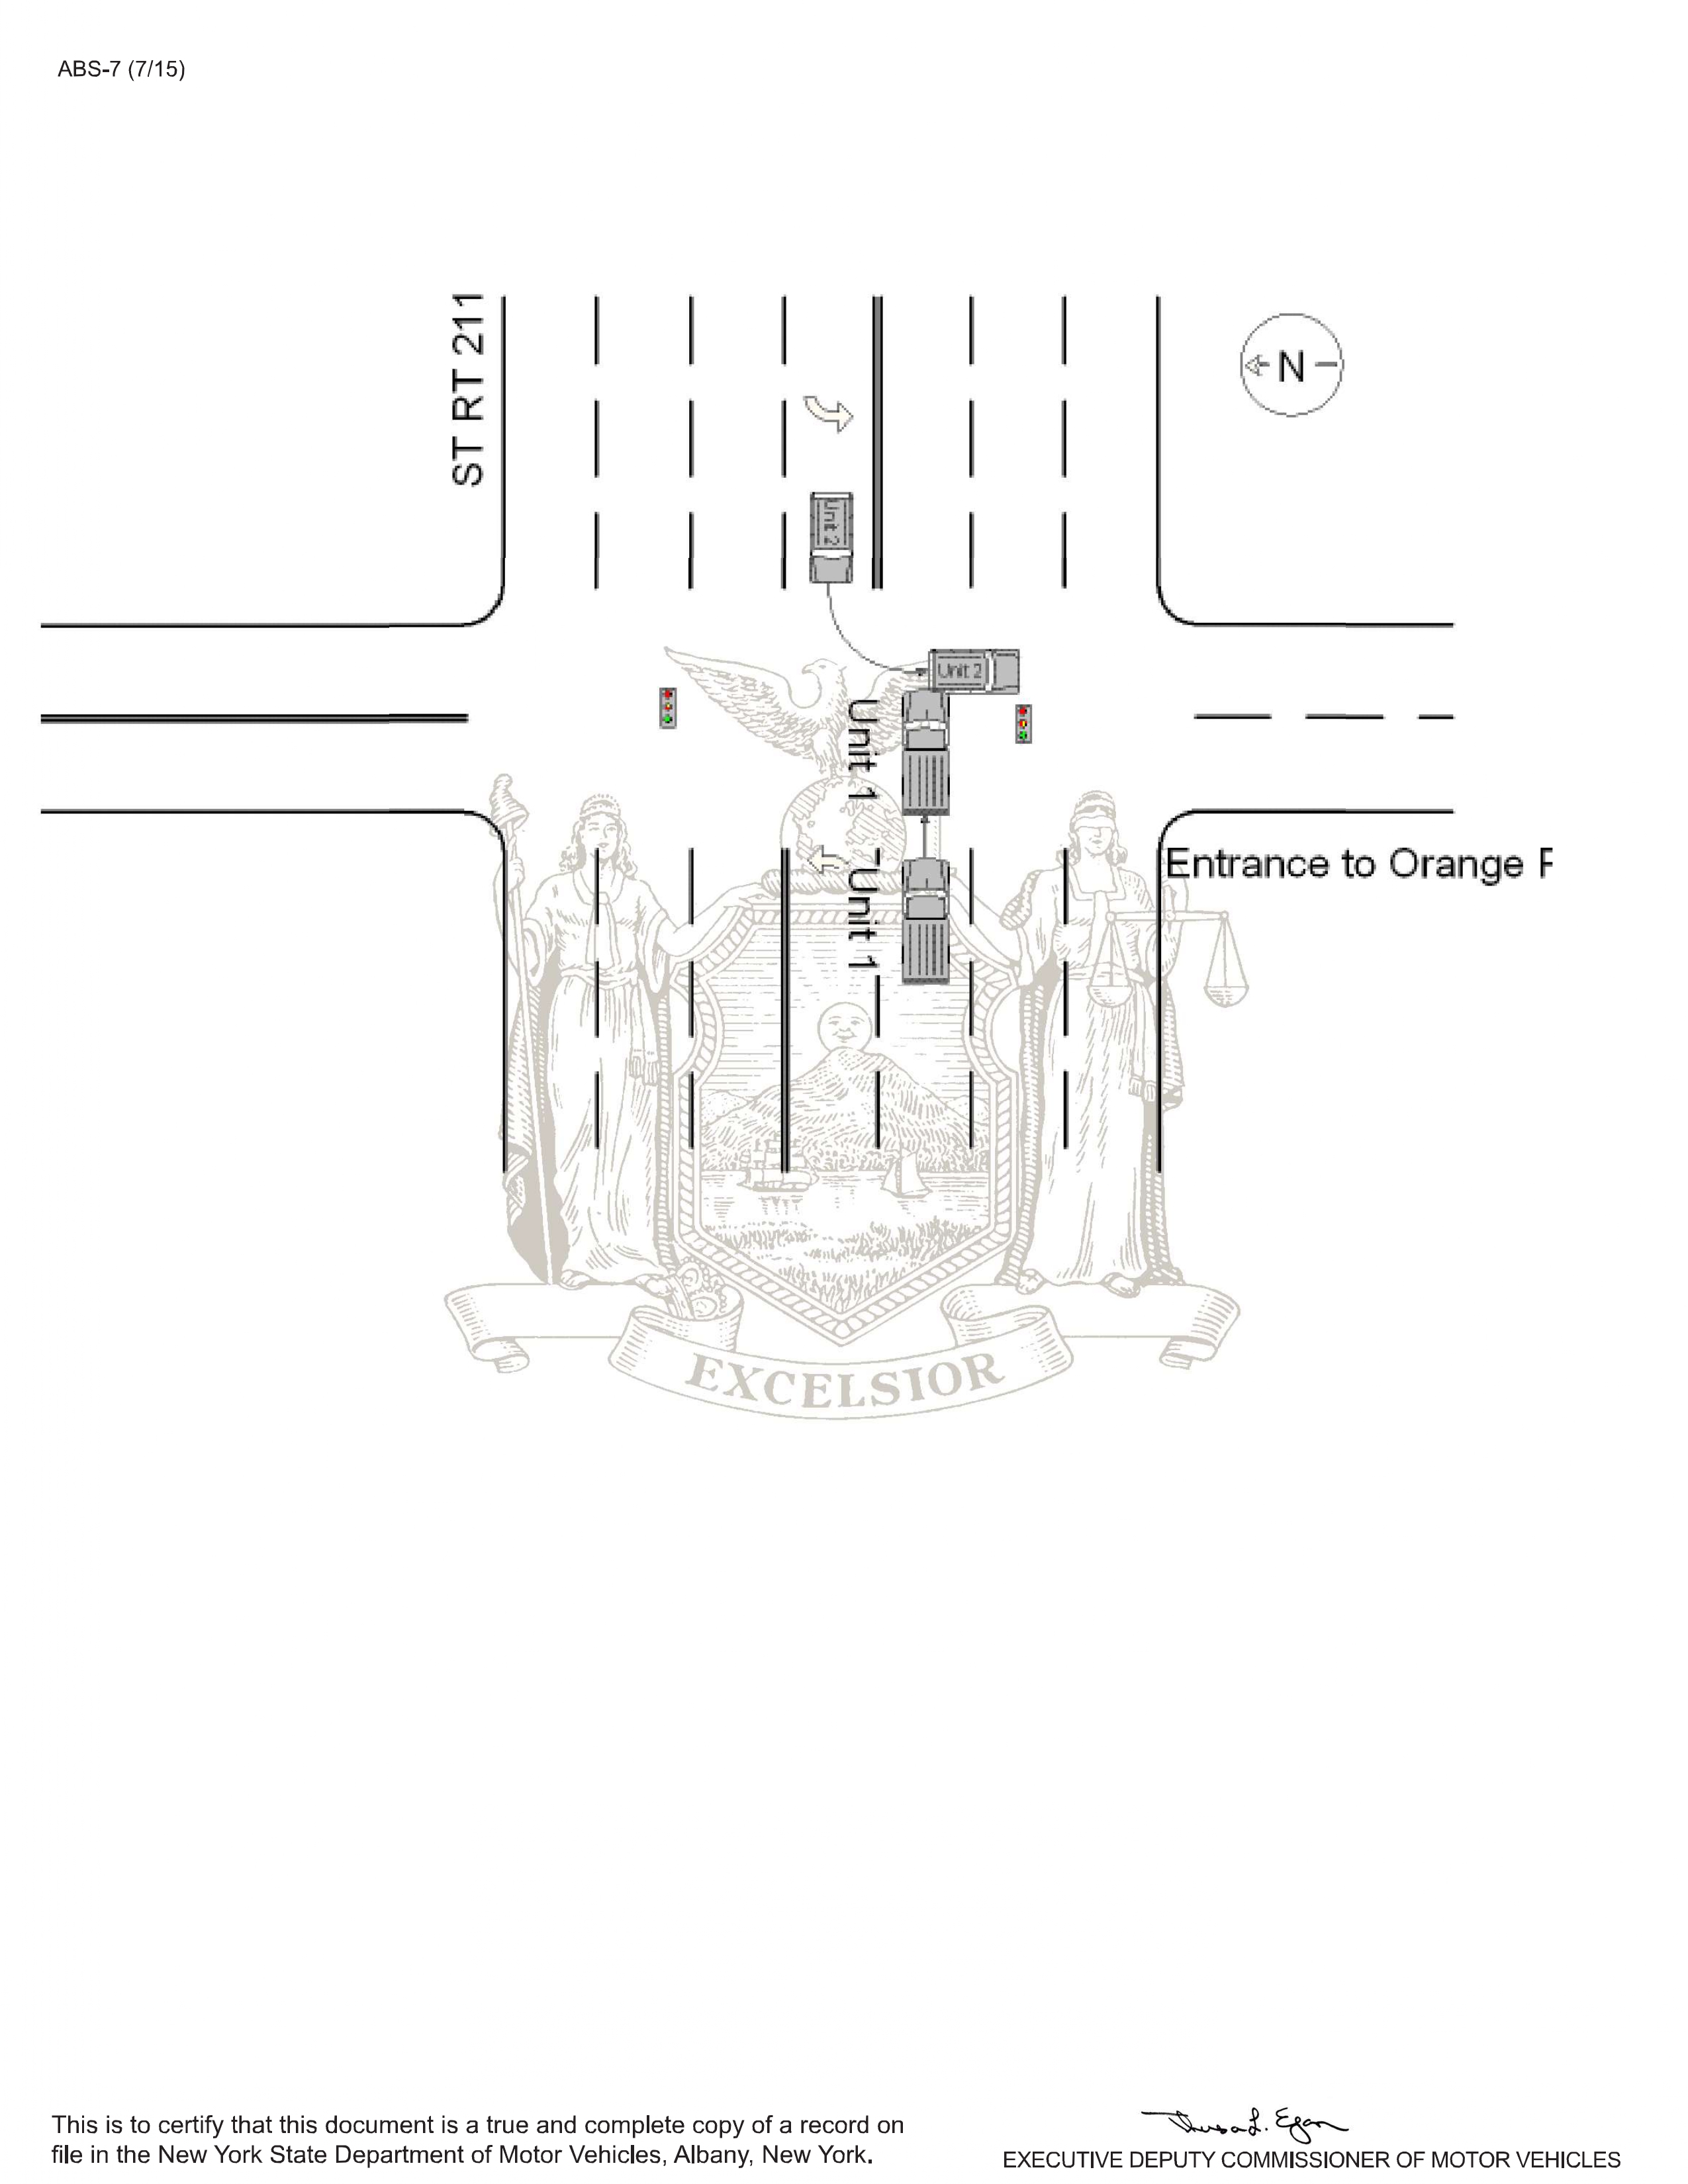 ABS-7 (7/15)
ST RT 211
N
Unit 2
Unit 2
Unit 1
Unit 1
Entrance to Orange F
EXCELSIOR
This is to certify that this document is a true and complete copy of a record on
file in the New York State Department of Motor Vehicles, Albany, New York.
EXECUTIVE DEPUTY COMMISSIONER OF MOTOR VEHICLES